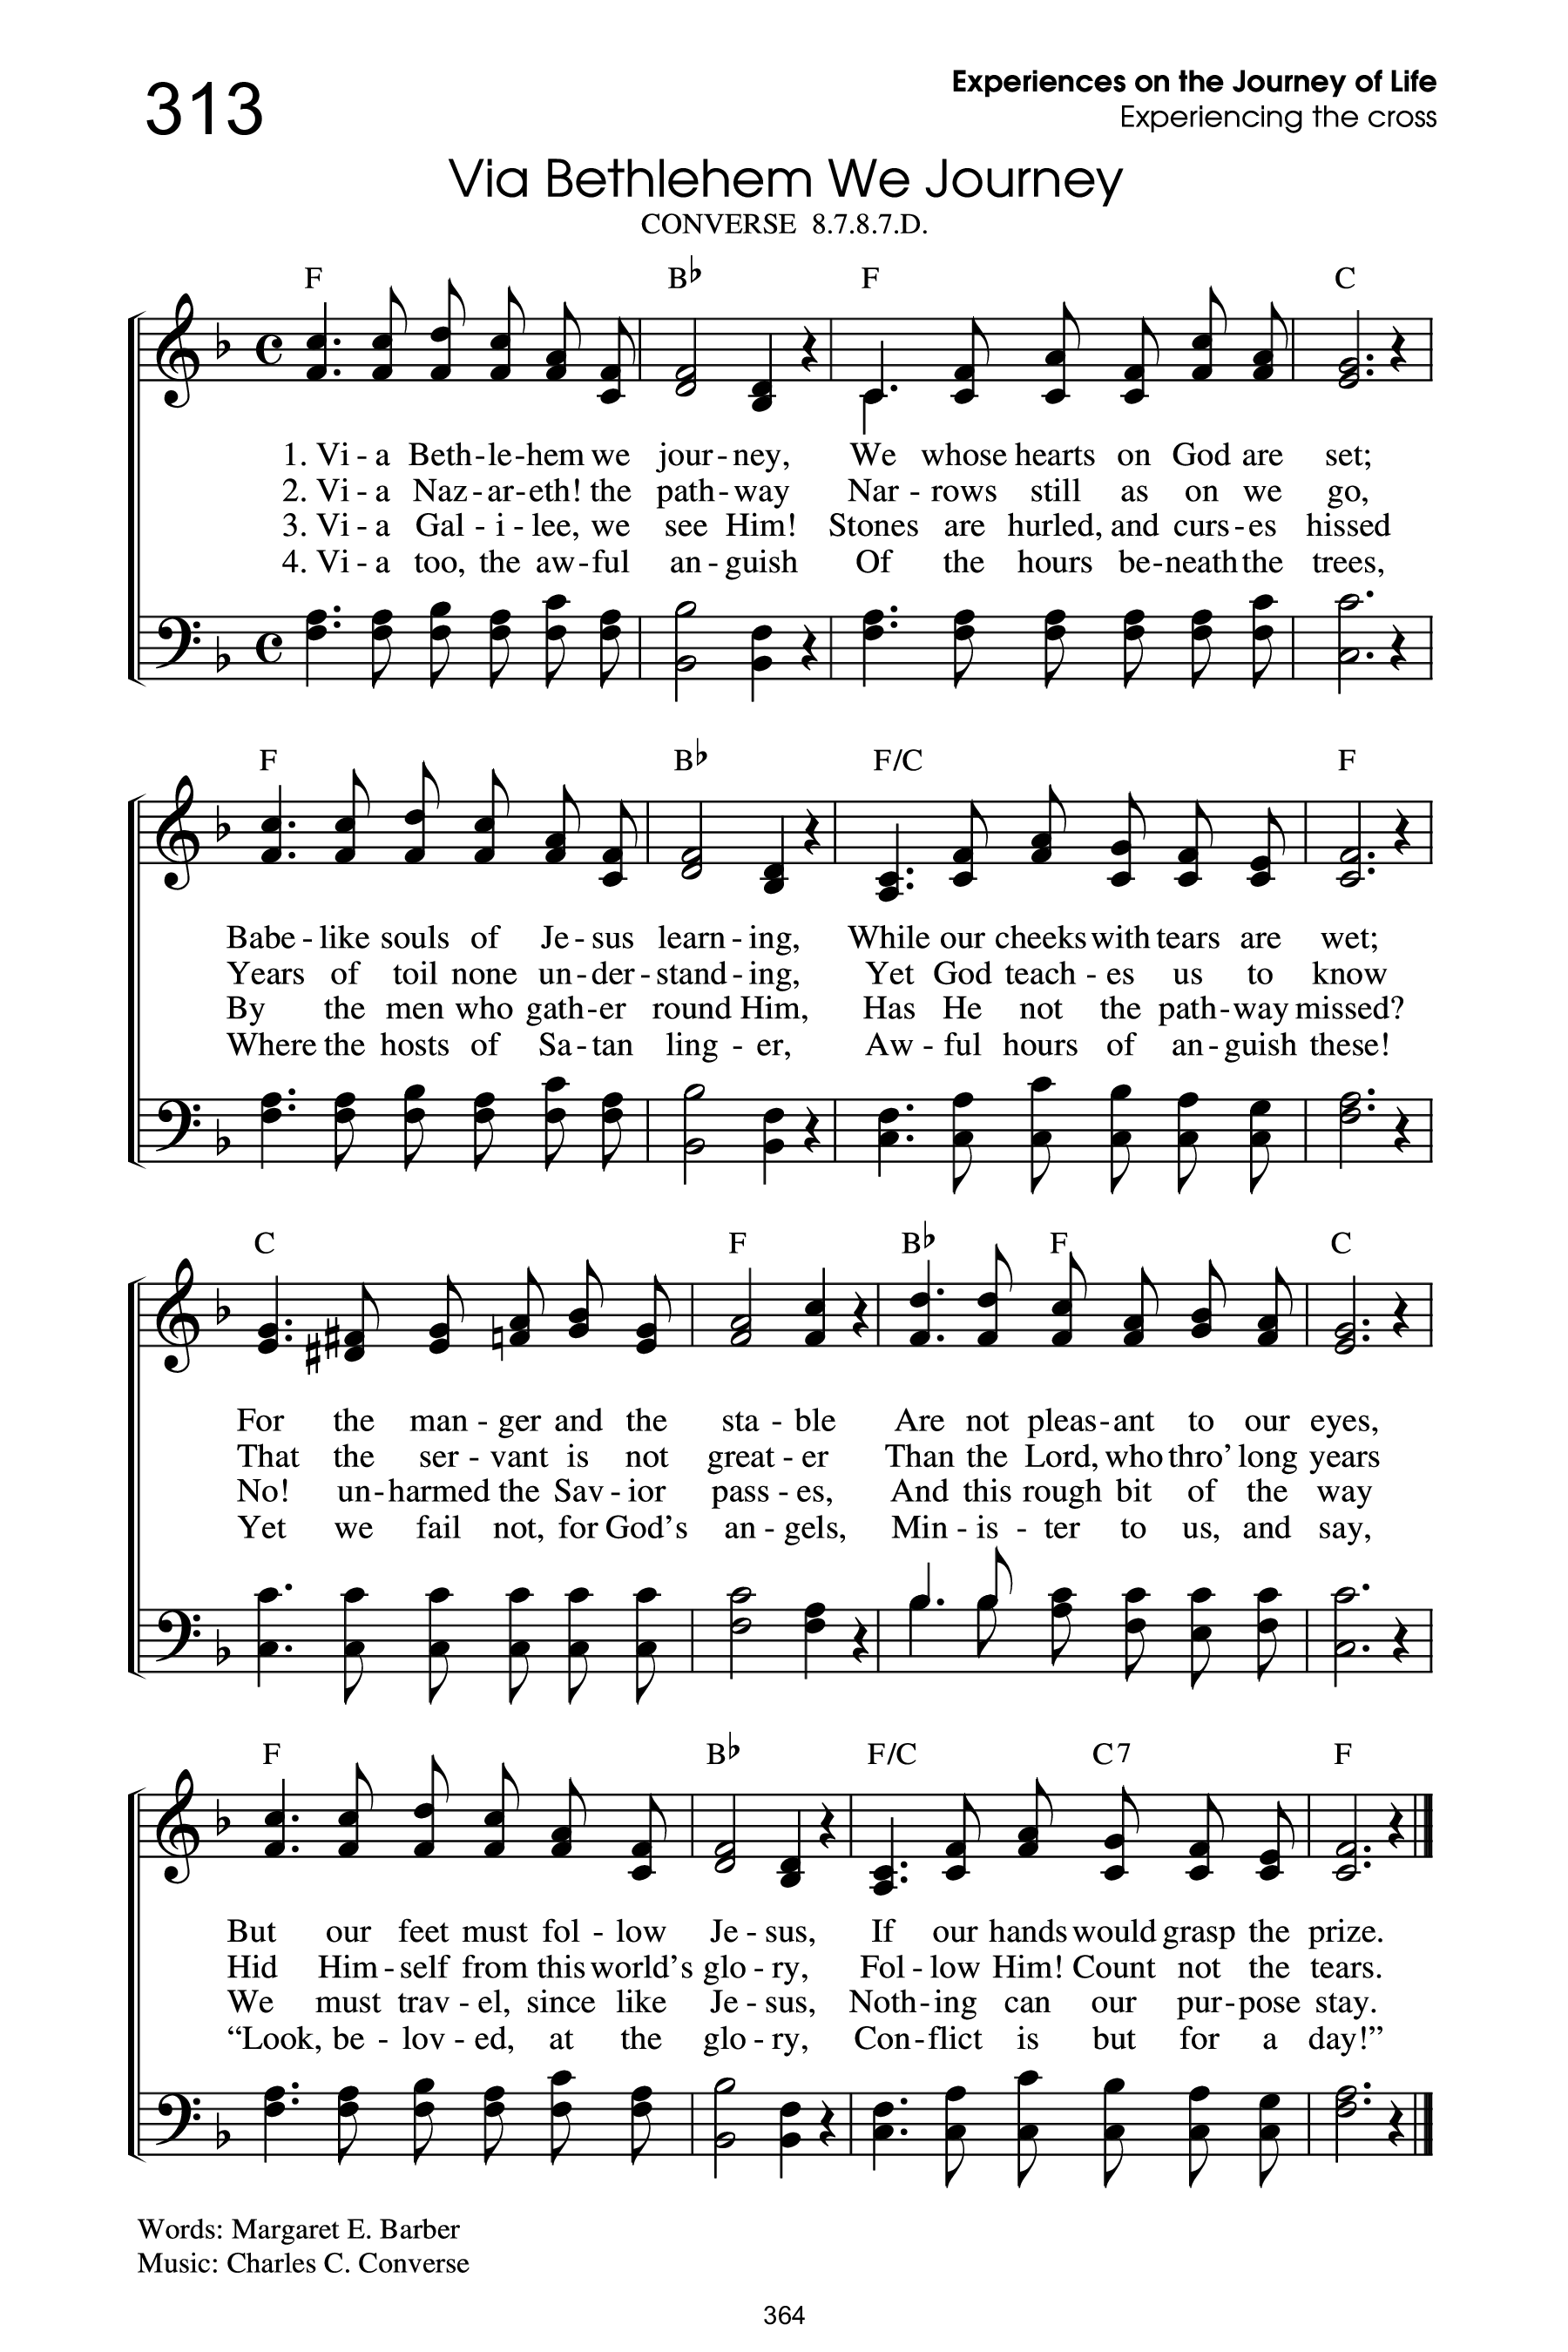 313
Experiences on the Journey of Life
Experiencing the cross
Via Bethlehem We Journey
CONVERSE 8.7.8.7.D.
F B♭ F C
1. Vi - a Beth - le - hem we jour - ney, We whose hearts on God are set;
2. Vi - a Naz - ar - eth! the path - way Nar - rows still as on we go,
3. Vi - a Gal - i - lee, we see Him! Stones are hurled, and curs - es hissed
4. Vi - a too, the aw - ful an - guish Of the hours be - neath the trees,
F B♭ F/C F
Babe - like souls of Je - sus learn - ing, While our cheeks with tears are wet;
Years of toil none un - der - stand - ing, Yet God teach - es us to know
By the men who gath - er round Him, Has He not the path - way missed?
Where the hosts of Sa - tan ling - er, Aw - ful hours of an - guish these!
C F B♭ F C
For the man - ger and the sta - ble Are not pleas - ant to our eyes,
That the ser - vant is not great - er Than the Lord, who thro' long years
No! un - harmed the Sav - ior pass - es, And this rough bit of the way
Yet we fail not, for God's an - gels, Min - is - ter to us, and say,
F B♭ F/C C7 F
But our feet must fol - low Je - sus, If our hands would grasp the prize.
Hid Him - self from this world's glo - ry, Fol - low Him! Count not the tears.
We must trav - el, since like Je - sus, Noth - ing can our pur - pose stay.
“Look, be - lov - ed, at the glo - ry, Con - flict is but for a day!”
Words: Margaret E. Barber
Music: Charles C. Converse
364